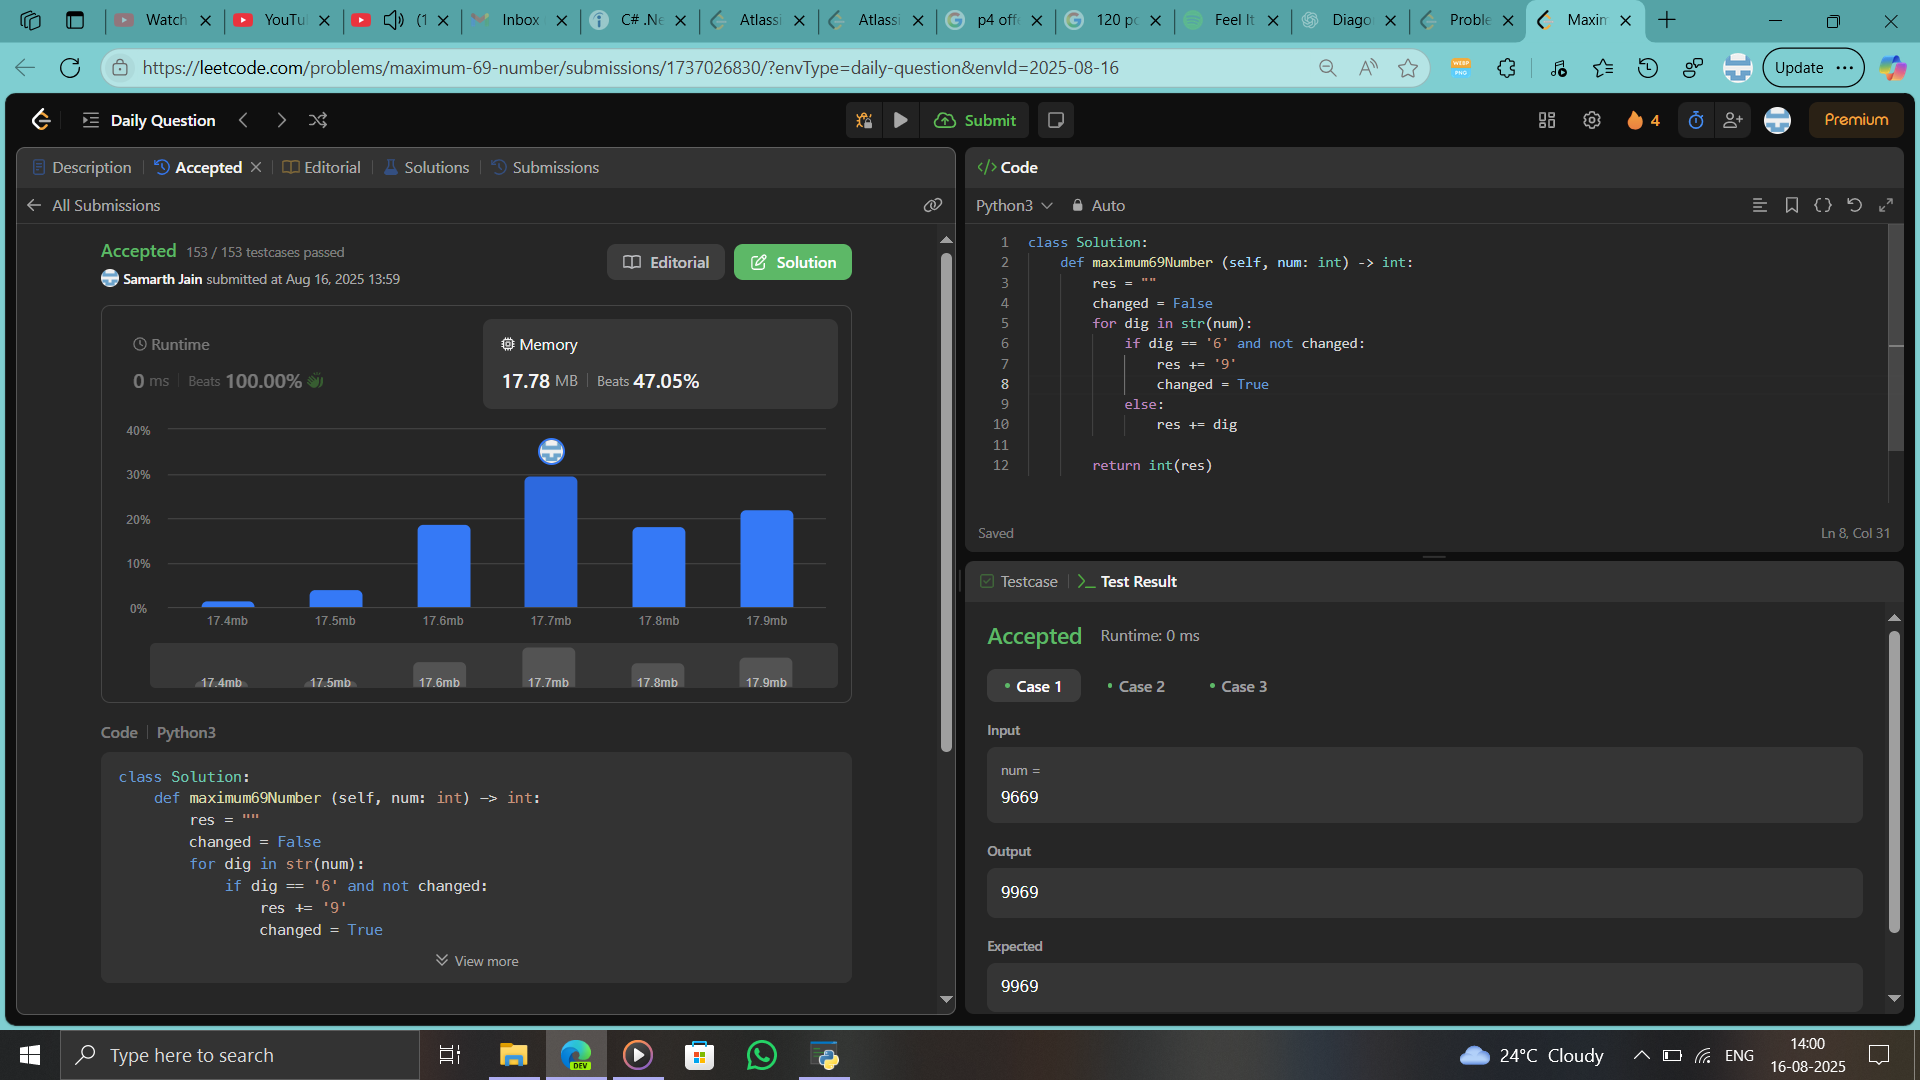 Watch
YouTu
(1
Inbox
C# .Ne
Atlassi
Atlassi
p4 offe
120 po
Feel It
Diagon
Proble
Maxim
https://leetcode.com/problems/maximum-69-number/submissions/1737026830/?envType=daily-question&envId=2025-08-16
WEBP
PNG
Update
Daily Question
Submit
4
Premium
Description
Accepted
Editorial
Solutions
Submissions
All Submissions
Accepted 153 / 153 testcases passed
Samarth Jain submitted at Aug 16, 2025 13:59
Editorial
Solution
Runtime
0 ms Beats 100.00%
Memory
17.78 MB Beats 47.05%
40%
30%
20%
10%
0%
17.4mb 17.5mb 17.6mb 17.7mb 17.8mb 17.9mb
17.4mb 17.5mb 17.6mb 17.7mb 17.8mb 17.9mb
Code Python3
class Solution:
def maximum69Number (self, num: int) -> int:
res = ""
changed = False
for dig in str(num):
if dig == '6' and not changed:
res += '9'
changed = True
View more
</> Code
Python3 Auto
1 class Solution:
2 def maximum69Number (self, num: int) -> int:
3 res = ""
4 changed = False
5 for dig in str(num):
6 if dig == '6' and not changed:
7 res += '9'
8 changed = True
9 else:
10 res += dig
11
12 return int(res)
Saved
Ln 8, Col 31
Testcase
Test Result
Accepted Runtime: 0 ms
Case 1
Case 2
Case 3
Input
num =
9669
Output
9969
Expected
9969
Type here to search
DEV
24°C Cloudy
ENG
14:00
16-08-2025